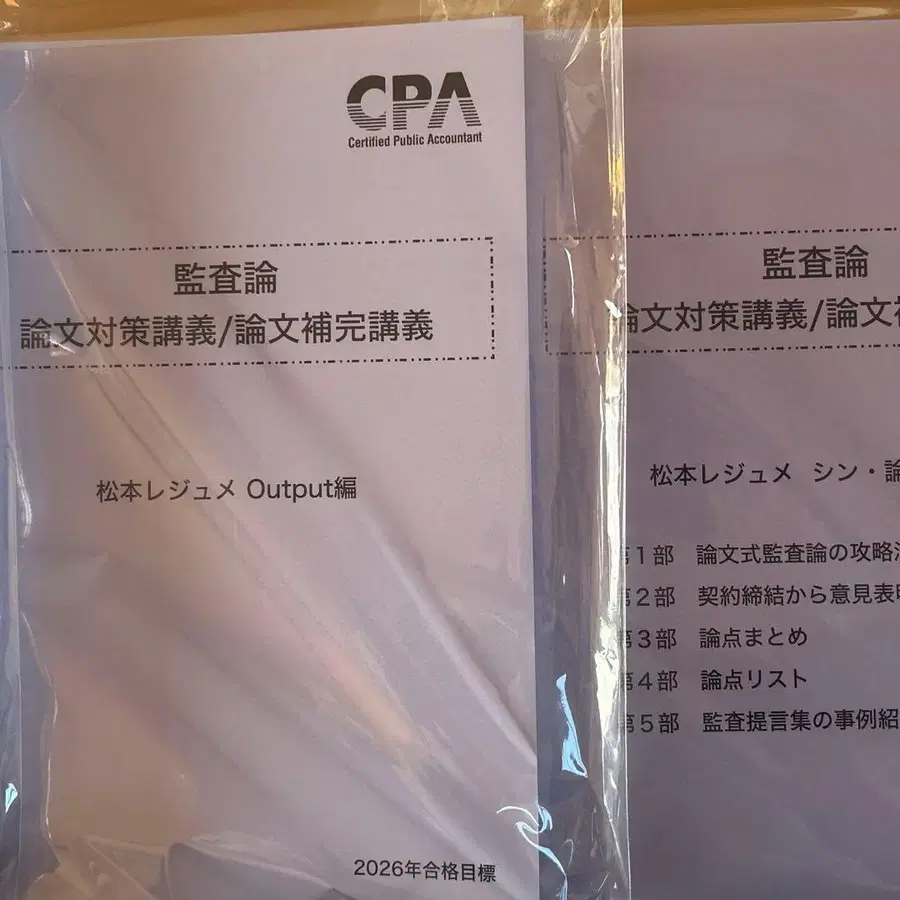 CPA
Certified Public Accountant
監査論
論文対策講義/論文補完講義
松本レジュメ Output編
2026年合格目標
監査論
論文対策講義/論文補
松本レジュメ シン・論
第1部 論文式監査論の攻略法
第2部 契約締結から意見表明
第3部 論点まとめ
第4部 論点リスト
第5部 監査提言集の事例紹